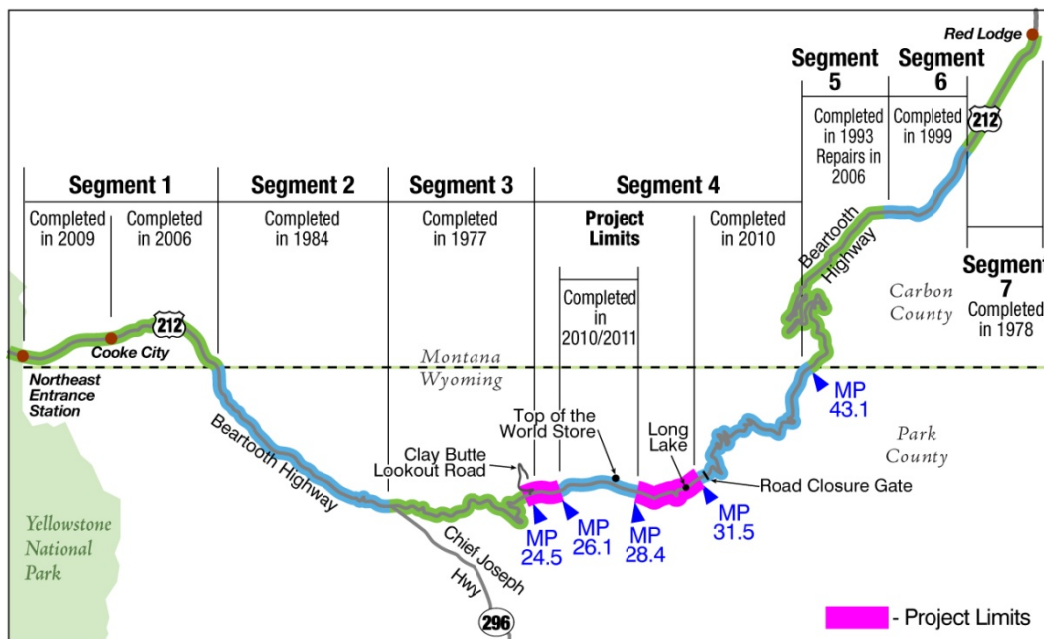 Red Lodge
Segment
5
Segment
6
Completed
in 1993
Repairs in
2006
Completed
in 1999
212
Segment 1
Segment 2
Segment 3
Segment 4
Completed
in 2009
Completed
in 2006
Completed
in 1984
Completed
in 1977
Project
Limits
Completed
in 2010
Completed
in
2010/2011
Beartooth
Highway
Segment
7
Completed
in 1978
Carbon
County
212
Cooke City
Northeast
Entrance
Station
Montana
Wyoming
MP
43.1
Top of the
World Store
Long
Lake
Park
County
Clay Butte
Lookout Road
Road Closure Gate
Beartooth Highway
MP
24.5
MP
26.1
MP
28.4
MP
31.5
Yellowstone
National
Park
Chief Joseph
Hwy
296
- Project Limits